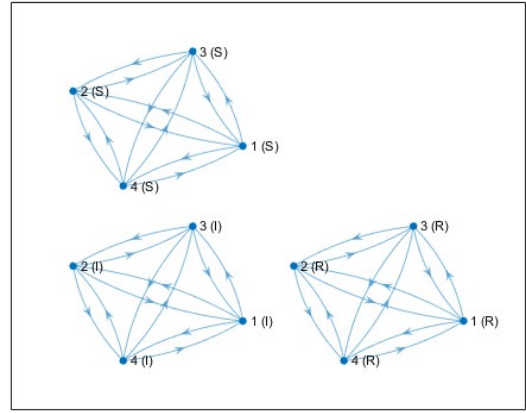 3 (S)
2 (S)
1 (S)
4 (S)
3 (I)
2 (I)
1 (I)
4 (I)
3 (R)
2 (R)
1 (R)
4 (R)